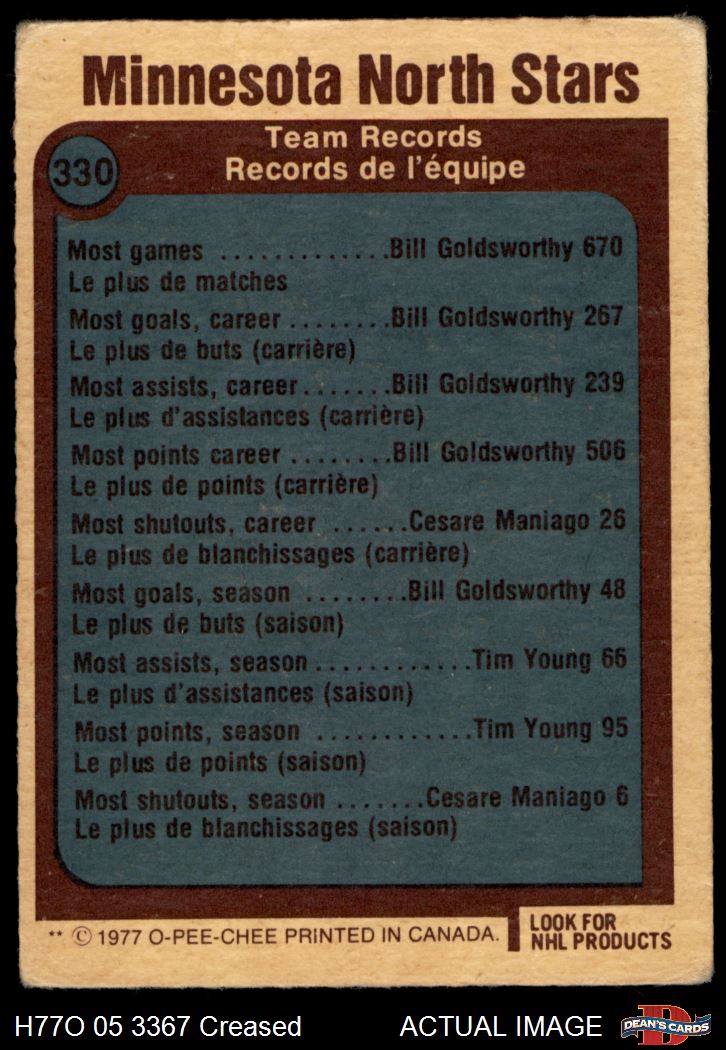 Minnesota North Stars
Team Records
330
Records de l'équipe
Most games .............Bill Goldsworthy 670
Le plus de matches
Most goals, career ........Bill Goldsworthy 267
Le plus de buts (carrière)
Most assists, career.......Bill Goldsworthy 239
Le plus d'assistances (carrière)
Most points career ........Bill Goldsworthy 506
Le plus de points (carrière)
Most shutouts, career ......Cesare Maniago 26
Le plus de blanchissages (carrière)
Most goals, season ........Bill Goldsworthy 48
Le plus de buts (saison)
Most assists, season............Tim Young 66
Le plus d'assistances (saison)
Most points, season ............Tim Young 95
Le plus de points (saison)
Most shutouts, season .......Cesare Maniago 6
Le plus de blanchissages (saison)
** © 1977 O-PEE-CHEE PRINTED IN CANADA.
LOOK FOR
NHL PRODUCTS
H77O 05 3367 Creased ACTUAL IMAGE
D
DEAN'S CARDS